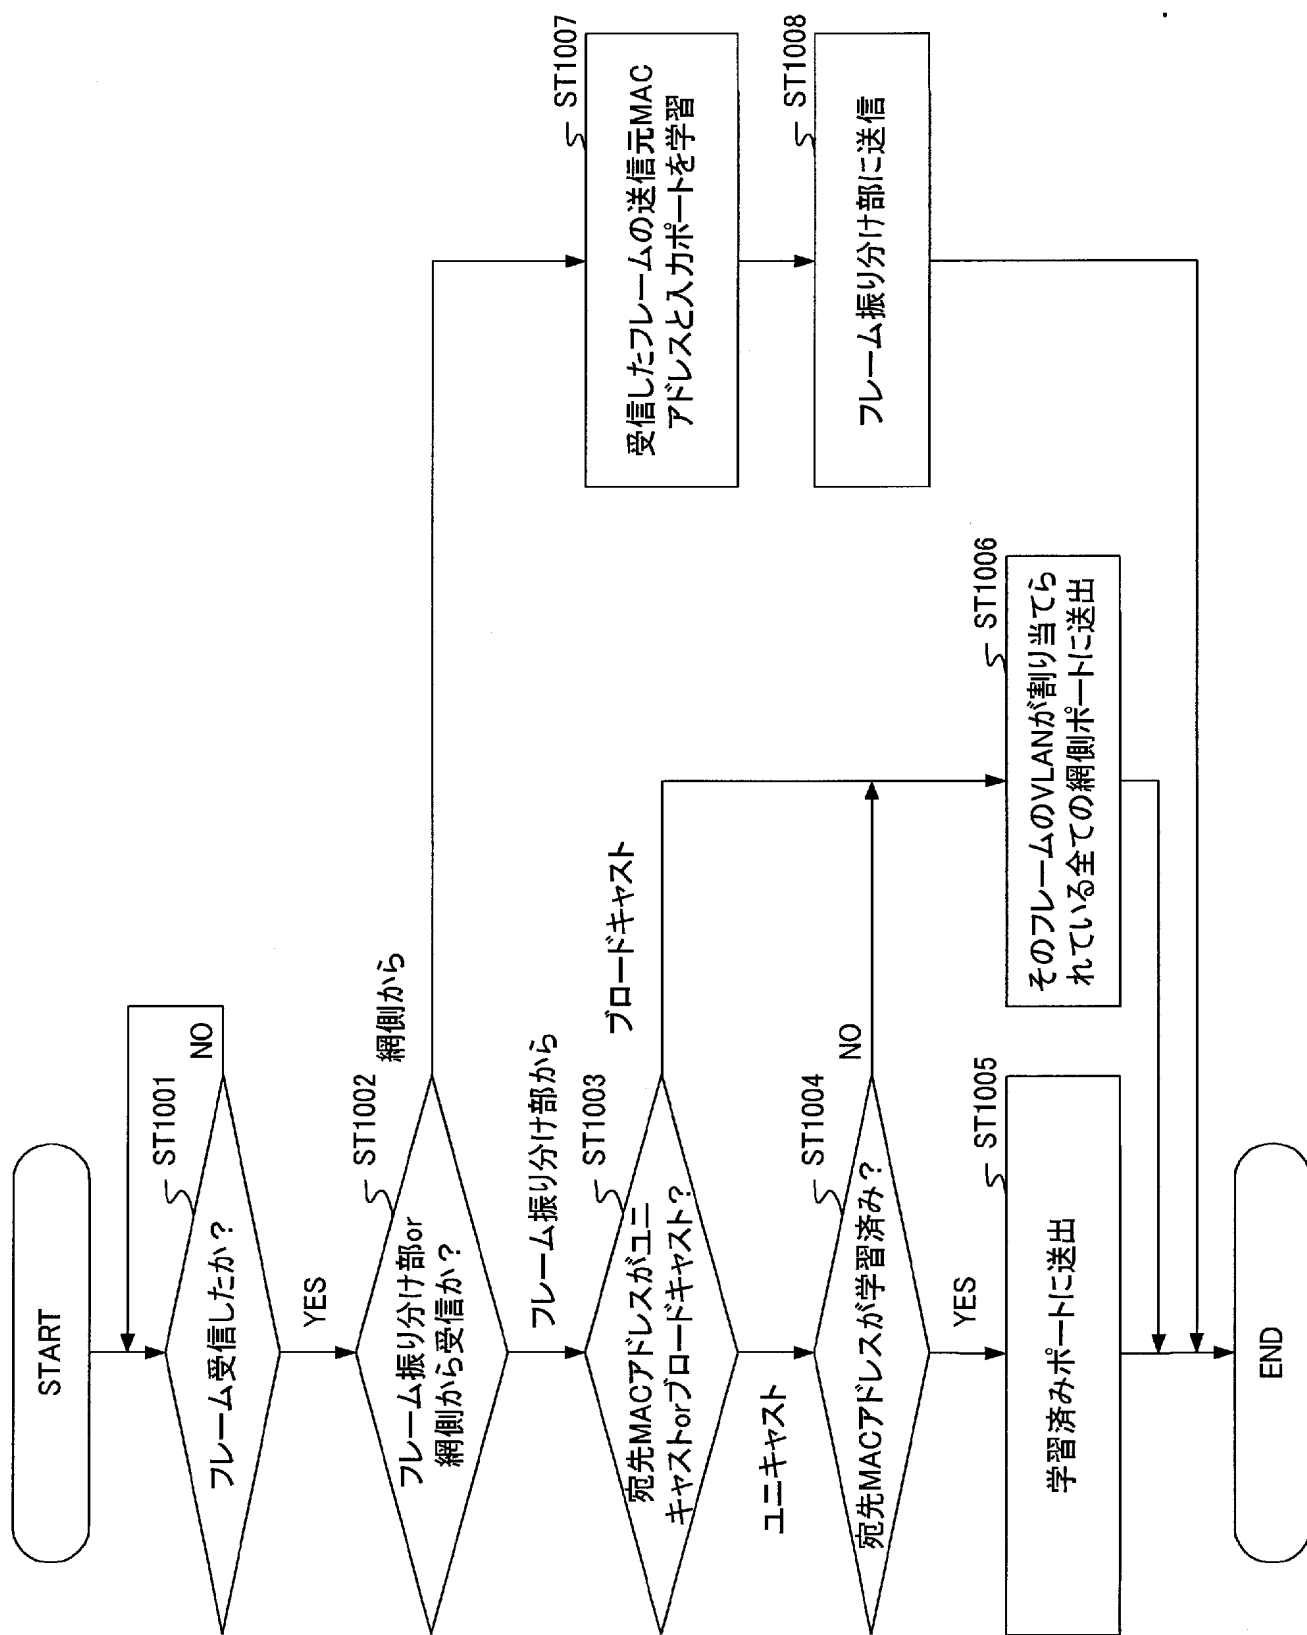 START
ST1001
フレーム受信したか？
NO
YES
ST1002
フレーム振り分け部or
網側から受信か？
網側から
フレーム振り分け部から
ST1003
宛先MACアドレスがユニ
キャストorブロードキャスト？
ブロードキャスト
ユニキャスト
ST1004
宛先MACアドレスが学習済み？
NO
YES
ST1005
学習済みポートに送出
ST1006
そのフレームのVLANが割り当てら
れている全ての網側ポートに送出
ST1007
受信したフレームの送信元MAC
アドレスと入力ポートを学習
ST1008
フレーム振り分け部に送信
END